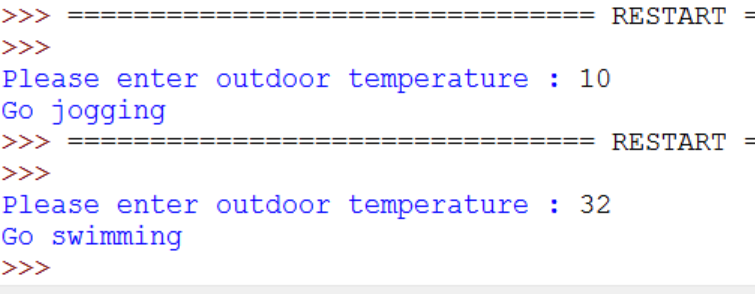 >>> ================================ RESTART =
>>>
Please enter outdoor temperature : 10
Go jogging
>>> ================================ RESTART =
>>>
Please enter outdoor temperature : 32
Go swimming
>>>